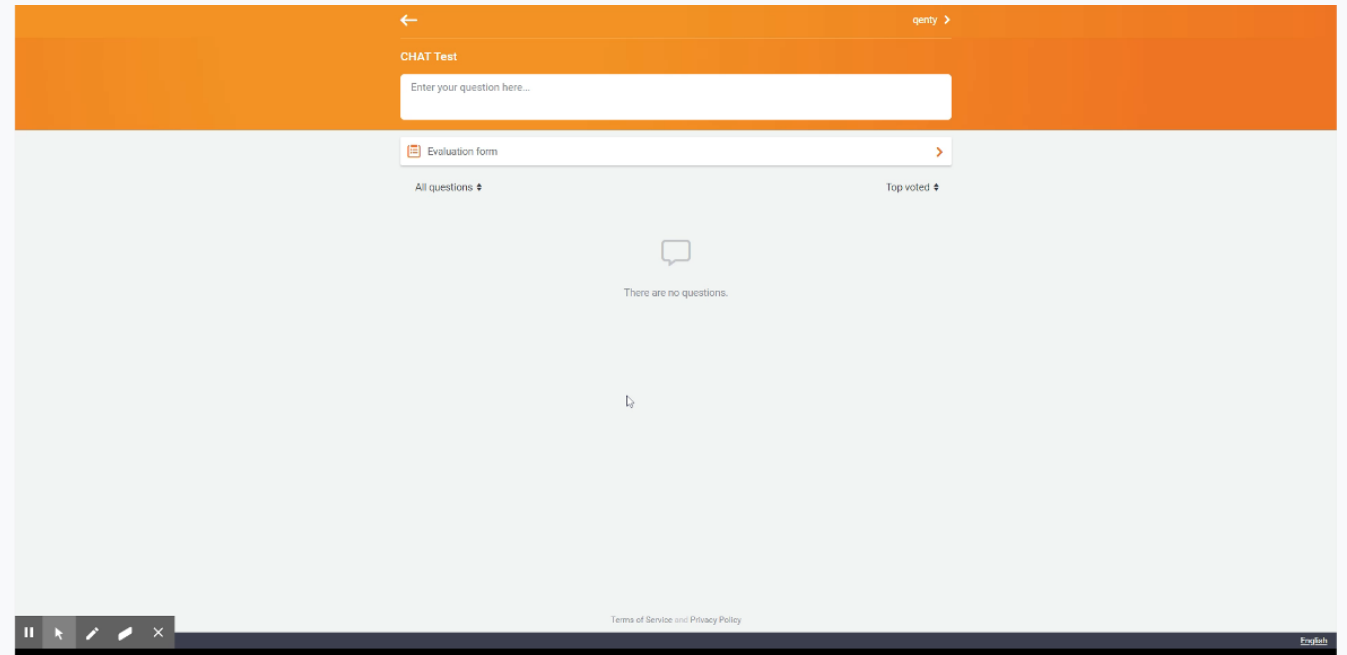 qenty
CHAT Test
Enter your question here...
Evaluation form
All questions
Top voted
There are no questions.
Terms of Service and Privacy Policy
English